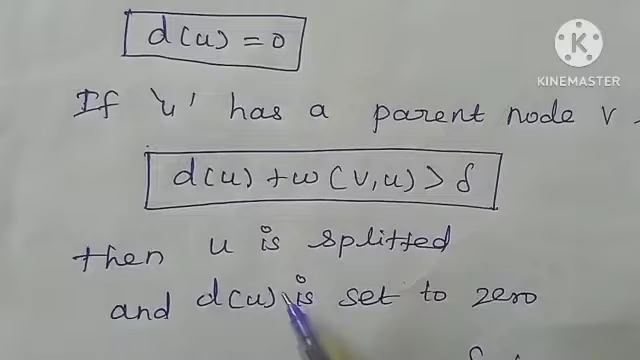 d(u) = 0
K
KINEMASTER
If 'u' has a parent node v
d(u) + w(v,u) > δ
then u is splitted
and d(u) is set to zero